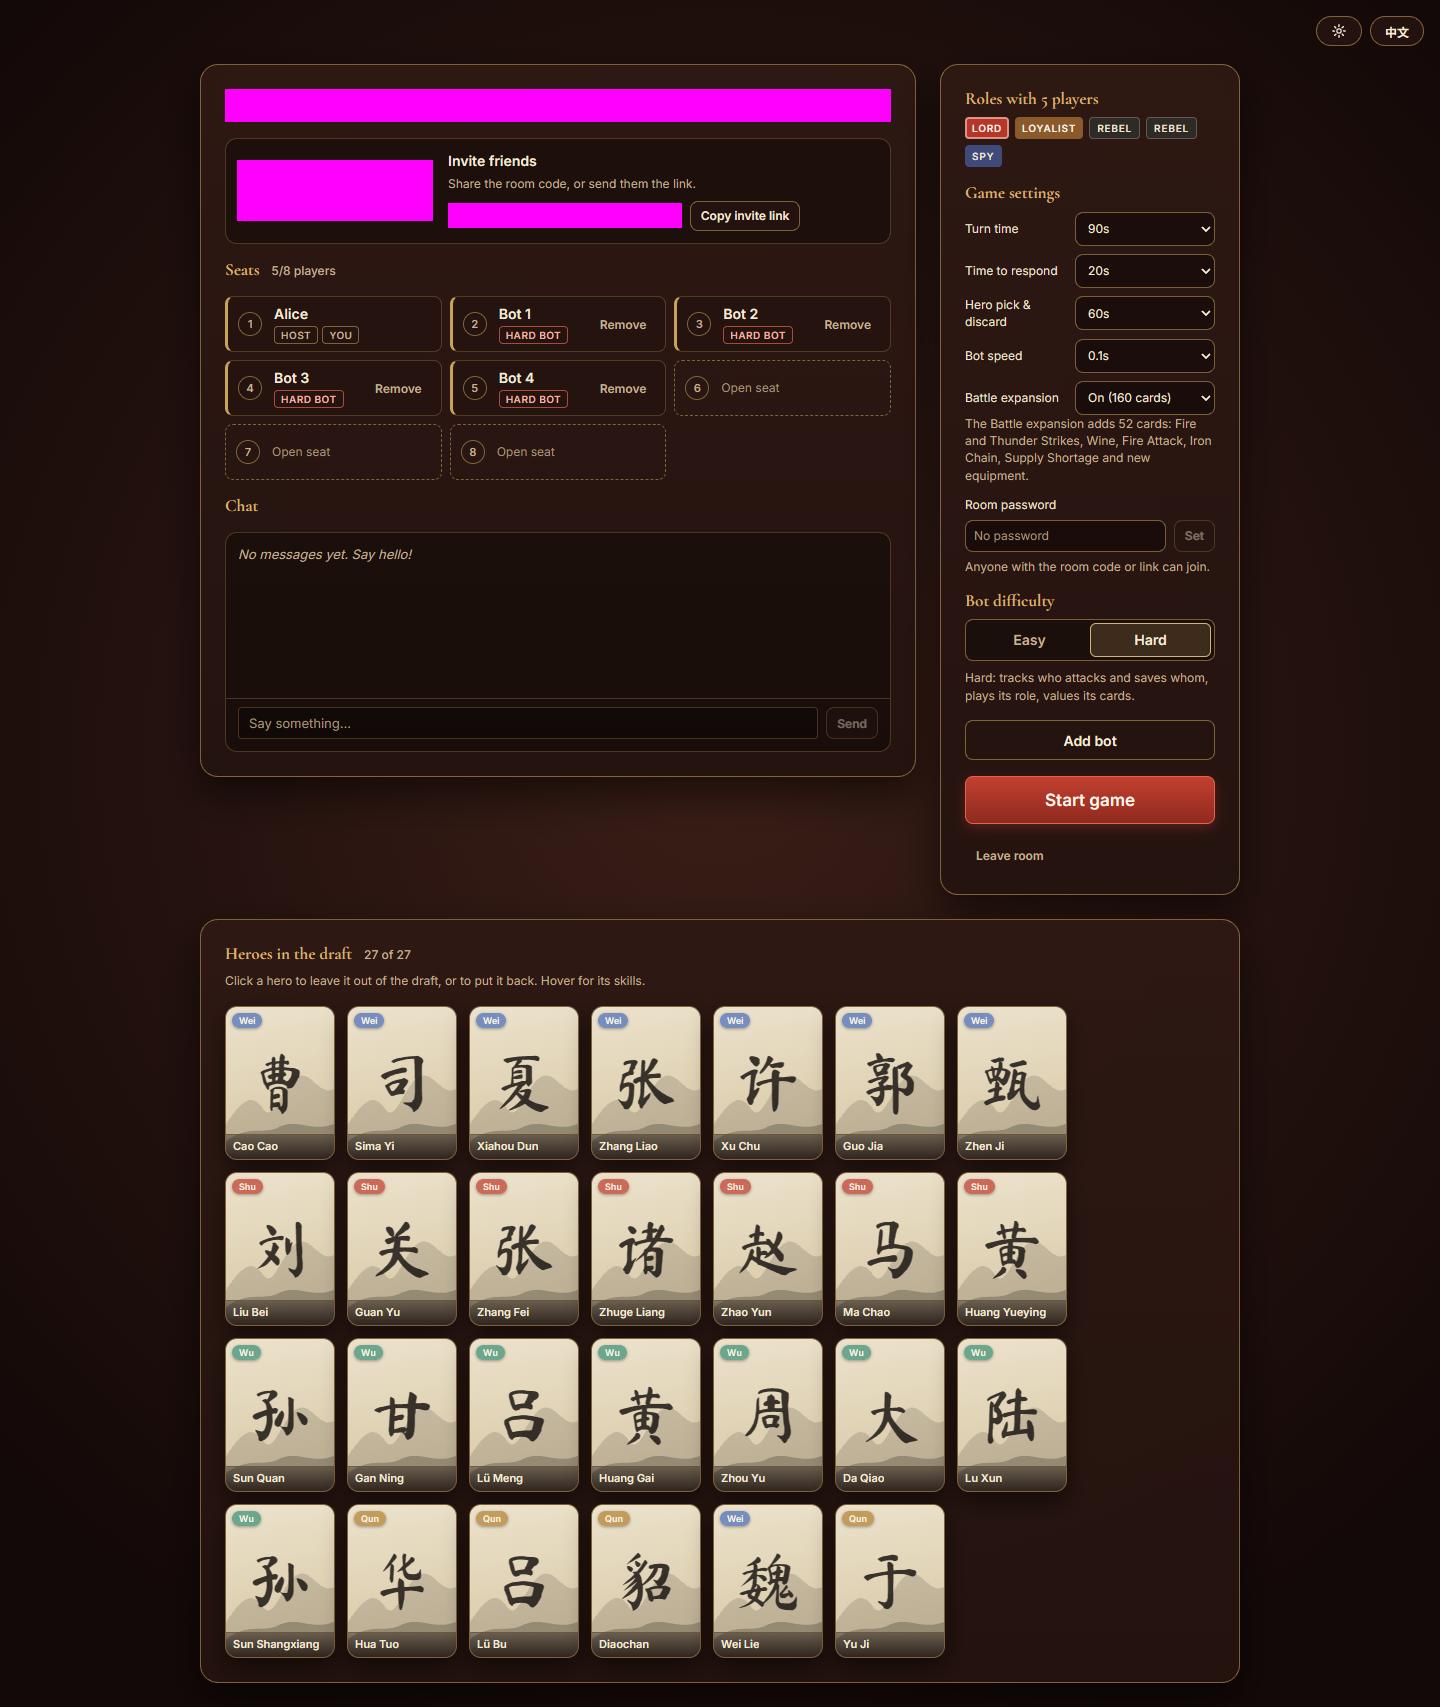 中文
Invite friends
Share the room code, or send them the link.
Copy invite link
Seats 5/8 players
1 Alice HOST YOU
2 Bot 1 HARD BOT Remove
3 Bot 2 HARD BOT Remove
4 Bot 3 HARD BOT Remove
5 Bot 4 HARD BOT Remove
6 Open seat
7 Open seat
8 Open seat
Chat
No messages yet. Say hello!
Say something...
Send
Roles with 5 players
LORD LOYALIST REBEL REBEL
SPY
Game settings
Turn time 90s
Time to respond 20s
Hero pick &
discard 60s
Bot speed 0.1s
Battle expansion On (160 cards)
The Battle expansion adds 52 cards: Fire
and Thunder Strikes, Wine, Fire Attack, Iron
Chain, Supply Shortage and new
equipment.
Room password
No password Set
Anyone with the room code or link can join.
Bot difficulty
Easy Hard
Hard: tracks who attacks and saves whom,
plays its role, values its cards.
Add bot
Start game
Leave room
Heroes in the draft 27 of 27
Click a hero to leave it out of the draft, or to put it back. Hover for its skills.
Wei Wei Wei Wei Wei Wei Wei
曹 司 夏 张 许 郭 甄
Cao Cao Sima Yi Xiahou Dun Zhang Liao Xu Chu Guo Jia Zhen Ji
Shu Shu Shu Shu Shu Shu Shu
刘 关 张 诸 赵 马 黄
Liu Bei Guan Yu Zhang Fei Zhuge Liang Zhao Yun Ma Chao Huang Yueying
Wu Wu Wu Wu Wu Wu Wu
孙 甘 吕 黄 周 大 陆
Sun Quan Gan Ning Lü Meng Huang Gai Zhou Yu Da Qiao Lu Xun
Wu Qun Qun Qun Wei Qun
孙 华 吕 貂 魏 于
Sun Shangxiang Hua Tuo Lü Bu Diaochan Wei Lie Yu Ji